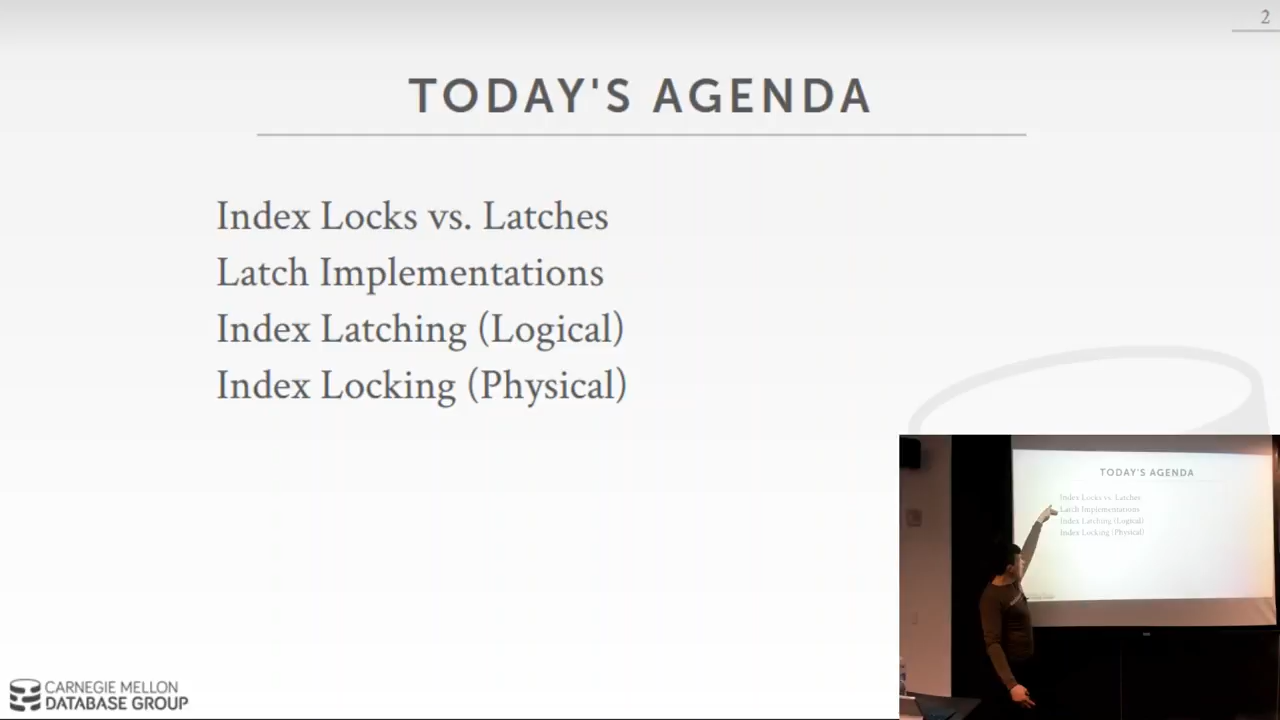 2
TODAY'S AGENDA
Index Locks vs. Latches
Latch Implementations
Index Latching (Logical)
Index Locking (Physical)
TODAY'S AGENDA
Index Locks vs. Latches
Latch Implementations
Index Latching (Logical)
Index Locking (Physical)
CARNEGIE MELLON
DATABASE GROUP